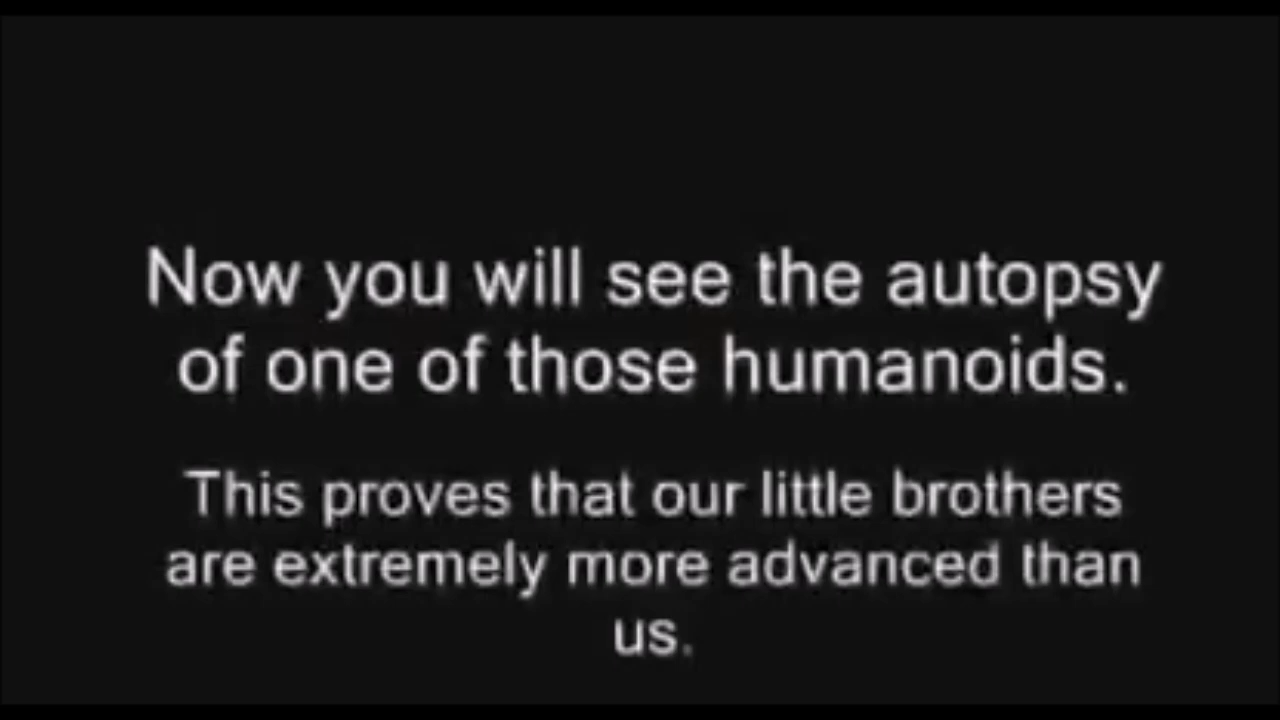 Now you will see the autopsy
of one of those humanoids.
This proves that our little brothers
are extremely more advanced than
us.